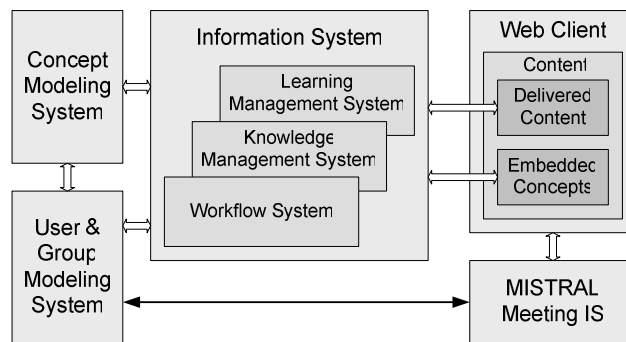 Concept
Modeling
System
User &
Group
Modeling
System
Information System
Learning
Management System
Knowledge
Management System
Workflow System
Web Client
Content
Delivered
Content
Embedded
Concepts
MISTRAL
Meeting IS